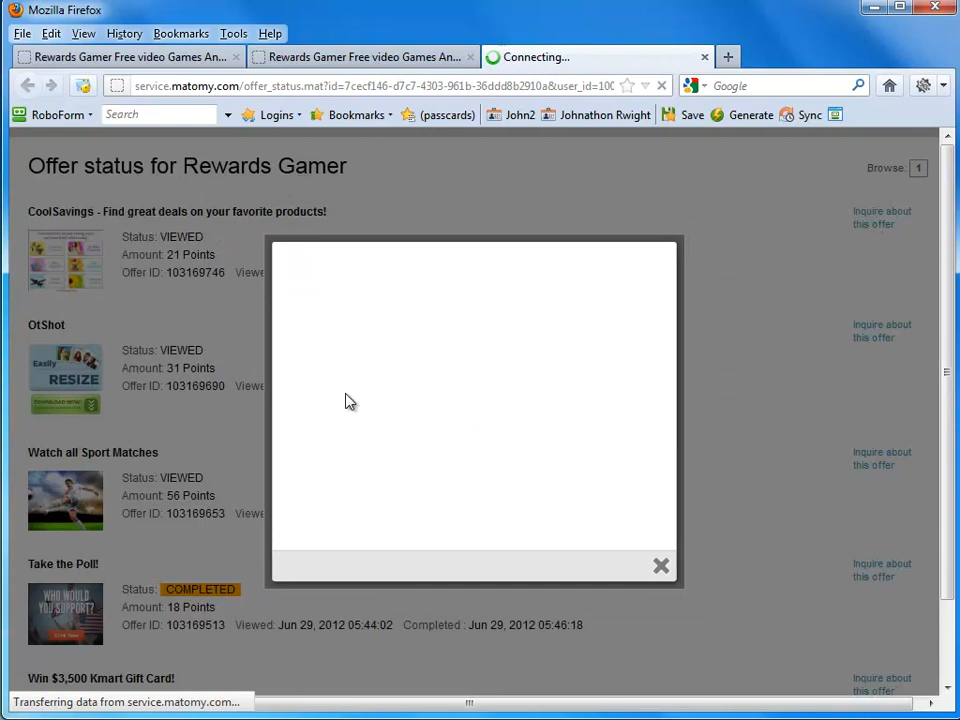 Mozilla Firefox
File Edit View History Bookmarks Tools Help
Rewards Gamer Free video Games An... Rewards Gamer Free video Games An... Connecting...
service.matomy.com/offer_status.mat?id=7cecf146-d7c7-4303-961b-36ddd8b2910a&user_id=100 Google
RoboForm Search Logins Bookmarks (passcards) John2 Johnathon Rwight Save Generate Sync
Offer status for Rewards Gamer
Browse: 1
CoolSavings - Find great deals on your favorite products!
Inquire about
this offer
Status: VIEWED
Amount: 21 Points
Offer ID: 103169746 Viewe
OtShot
Inquire about
this offer
Easily
RESIZE
DOWNLOAD NOW!
Status: VIEWED
Amount: 31 Points
Offer ID: 103169690 Viewe
Watch all Sport Matches
Inquire about
this offer
Status: VIEWED
Amount: 56 Points
Offer ID: 103169653 Viewe
Take the Poll!
Inquire about
this offer
WHO WOULD
YOU SUPPORT?
Status: COMPLETED
Amount: 18 Points
Offer ID: 103169513 Viewed: Jun 29, 2012 05:44:02 Completed : Jun 29, 2012 05:46:18
Win $3,500 Kmart Gift Card!
Inquire about
this offer
Transferring data from service.matomy.com...